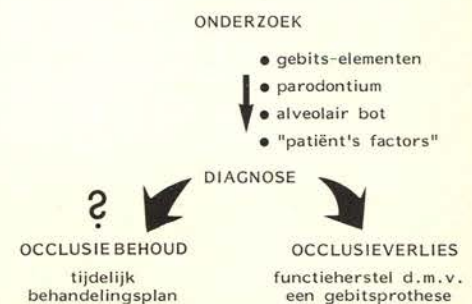 ONDERZOEK
• gebits-elementen
• parodontium
• alveolair bot
• "patiënt's factors"
DIAGNOSE
?
OCCLUSIE BEHOUD
tijdelijk
behandelingsplan
OCCLUSIEVERLIES
functieherstel d.m.v.
een gebitsprothese